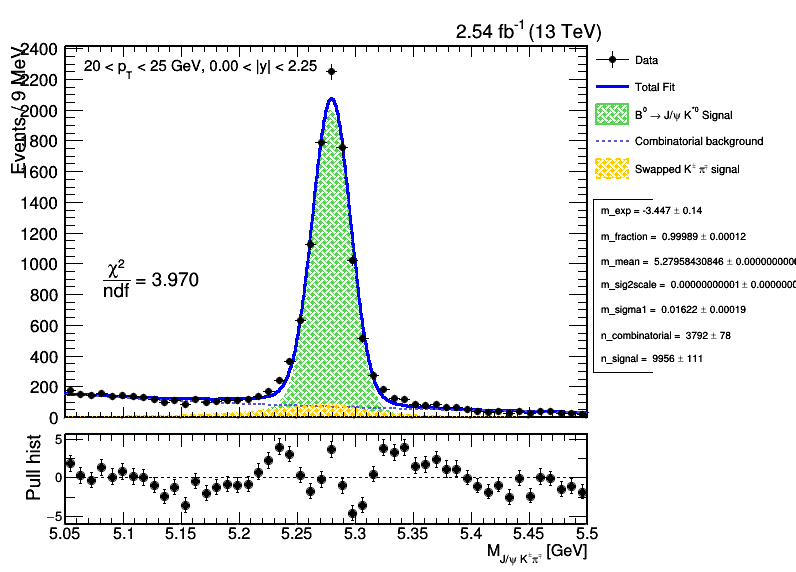 2.54 fb⁻¹ (13 TeV)
Events / 9 MeV
2400
2200
2000
1800
1600
1400
1200
1000
800
600
400
200
0
20 < p_T < 25 GeV, 0.00 < |y| < 2.25
χ²
ndf = 3.970
Data
Total Fit
B⁰ → J/ψ K*⁰ Signal
Combinatorial background
Swapped K± π∓ signal
m_exp = -3.447 ± 0.14
m_fraction = 0.99989 ± 0.00012
m_mean = 5.27958430846 ± 0.000000000
m_sig2scale = 0.00000000001 ± 0.0000000
m_sigma1 = 0.01622 ± 0.00019
n_combinatorial = 3792 ± 78
n_signal = 9956 ± 111
Pull hist
5
0
−5
5.05 5.1 5.15 5.2 5.25 5.3 5.35 5.4 5.45 5.5
M_J/ψ K±π∓ [GeV]